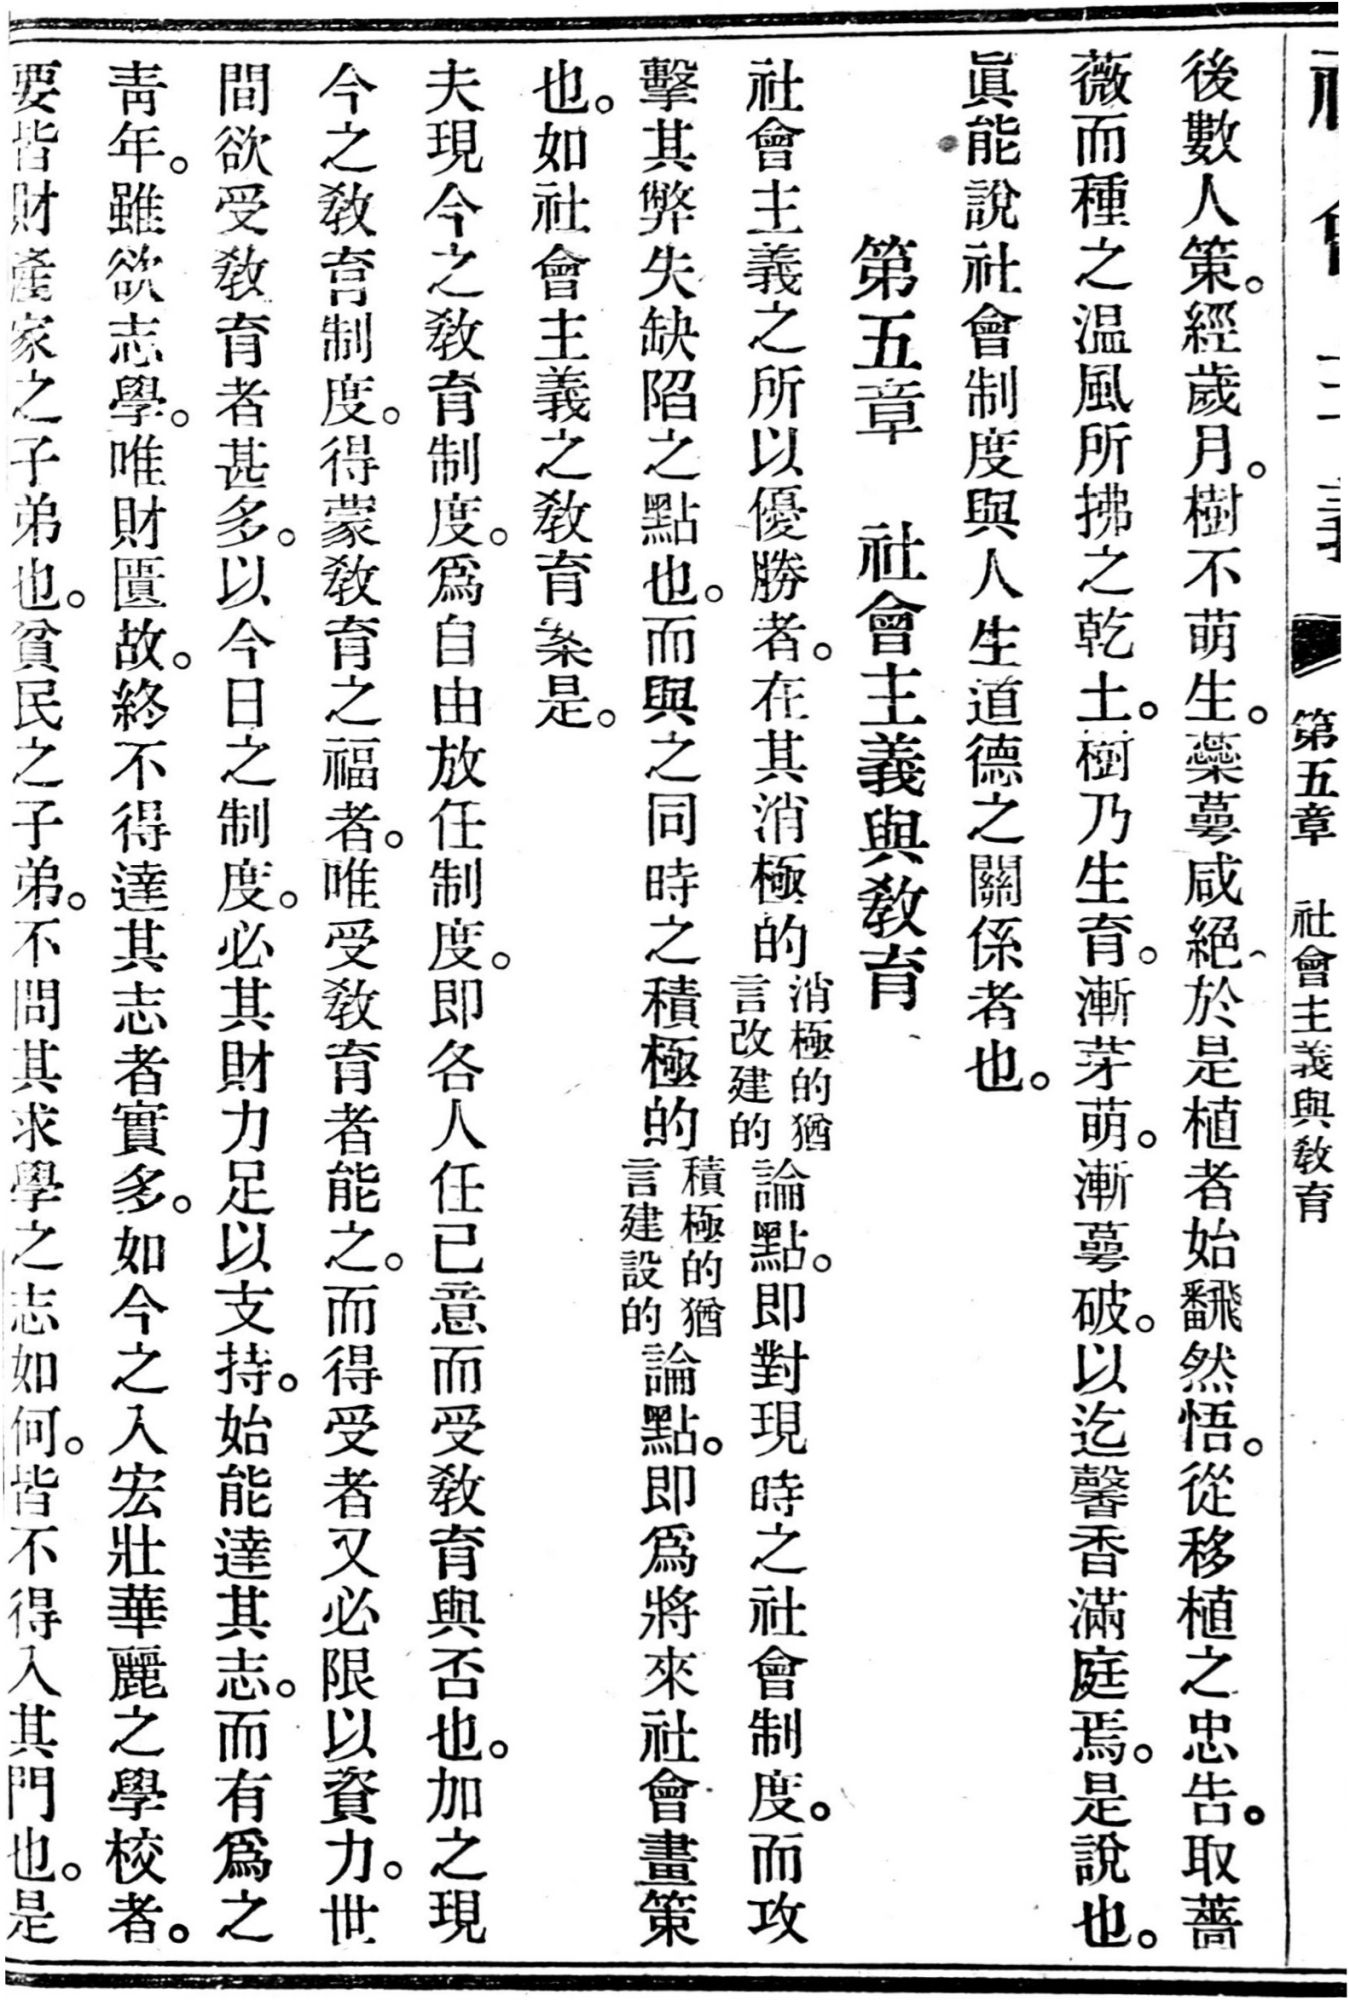 社會主義 第五章 社會主義與敎育
後數人策。經歲月。樹不萌生。蘂蕚咸絕、於是植者始飜然悟。從移植之忠告。取薔
薇而種之温風所拂之乾土。樹乃生育。漸芽萌。漸蕚破。以迄馨香滿庭焉。是說也。
眞能說社會制度與人生道德之關係者也。
第五章 社會主義與敎育
社會主義之所以優勝者。在其消極的消極的猶言改建的論點。即對現時之社會制度。而攻
擊其弊失缺陷之點也。而與之同時之積極的積極的猶言建設的論點。即爲將來社會畫策
也。如社會主義之敎育案是。
夫現今之敎育制度。爲自由放任制度。即各人任已意而受敎育與否也。加之現
今之敎育制度。得蒙敎育之福者。唯受敎育者能之。而得受者又必限以資力。世
間欲受敎育者甚多。以今日之制度。必其財力足以支持。始能達其志。而有爲之
靑年。雖欲志學。唯財匱故。終不得達其志者實多。如今之入宏壯華麗之學校者。
要皆財產家之子弟也。貧民之子弟。不問其求學之志如何。皆不得入其門也。是